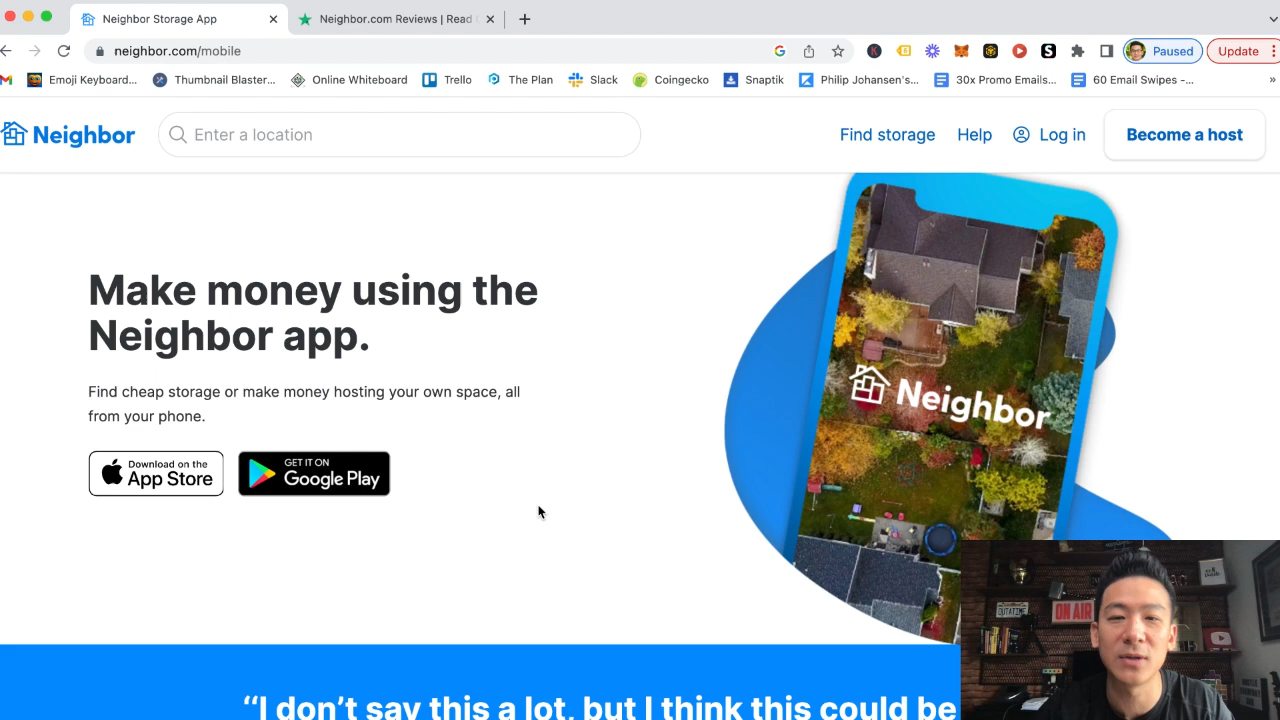 Neighbor Storage App
Neighbor.com Reviews | Read
neighbor.com/mobile
Paused
Update
Emoji Keyboard...
Thumbnail Blaster...
Online Whiteboard
Trello
The Plan
Slack
Coingecko
Snaptik
Philip Johansen's...
30x Promo Emails...
60 Email Swipes -...
»
Neighbor
Enter a location
Find storage
Help
Log in
Become a host
Make money using the
Neighbor app.
Find cheap storage or make money hosting your own space, all
from your phone.
Download on the
App Store
GET IT ON
Google Play
Neighbor
OUTATIME
ON AIR
“I don’t say this a lot, but I think this could be